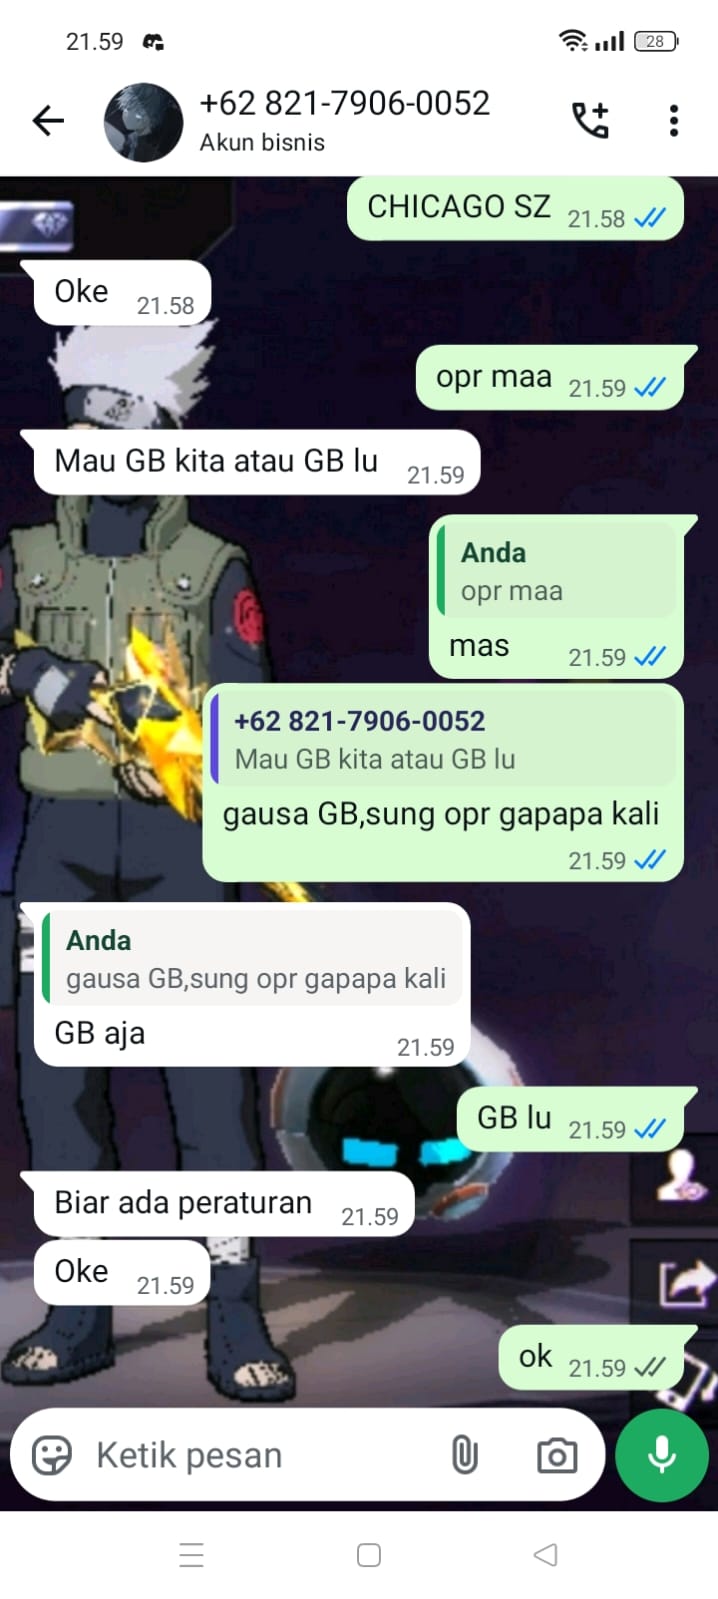 21.59
28
+62 821-7906-0052
Akun bisnis
CHICAGO SZ 21.58
Oke 21.58
opr maa 21.59
Mau GB kita atau GB lu 21.59
Anda
opr maa
mas 21.59
+62 821-7906-0052
Mau GB kita atau GB lu
gausa GB,sung opr gapapa kali
21.59
Anda
gausa GB,sung opr gapapa kali
GB aja 21.59
GB lu 21.59
Biar ada peraturan 21.59
Oke 21.59
ok 21.59
Ketik pesan